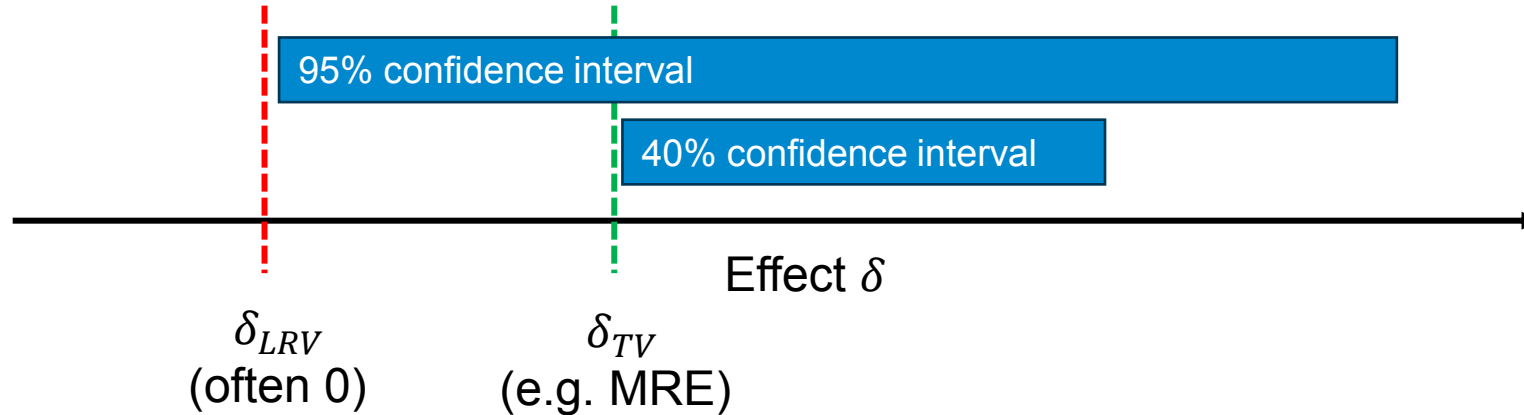 95% confidence interval
40% confidence interval
Effect δ
δ_LRV
(often 0)
δ_TV
(e.g. MRE)